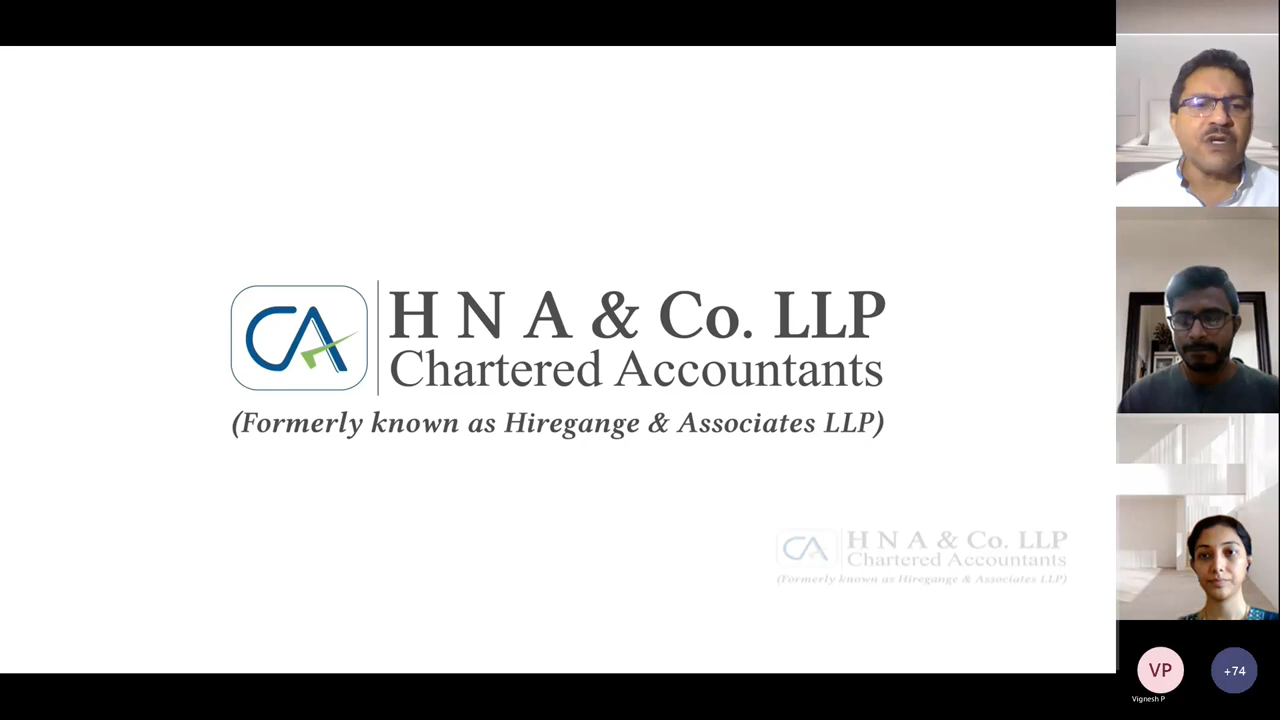 CA
H N A & Co. LLP
Chartered Accountants
(Formerly known as Hiregange & Associates LLP)
CA
H N A & Co. LLP
Chartered Accountants
(Formerly known as Hiregange & Associates LLP)
VP
+74
Vignesh P